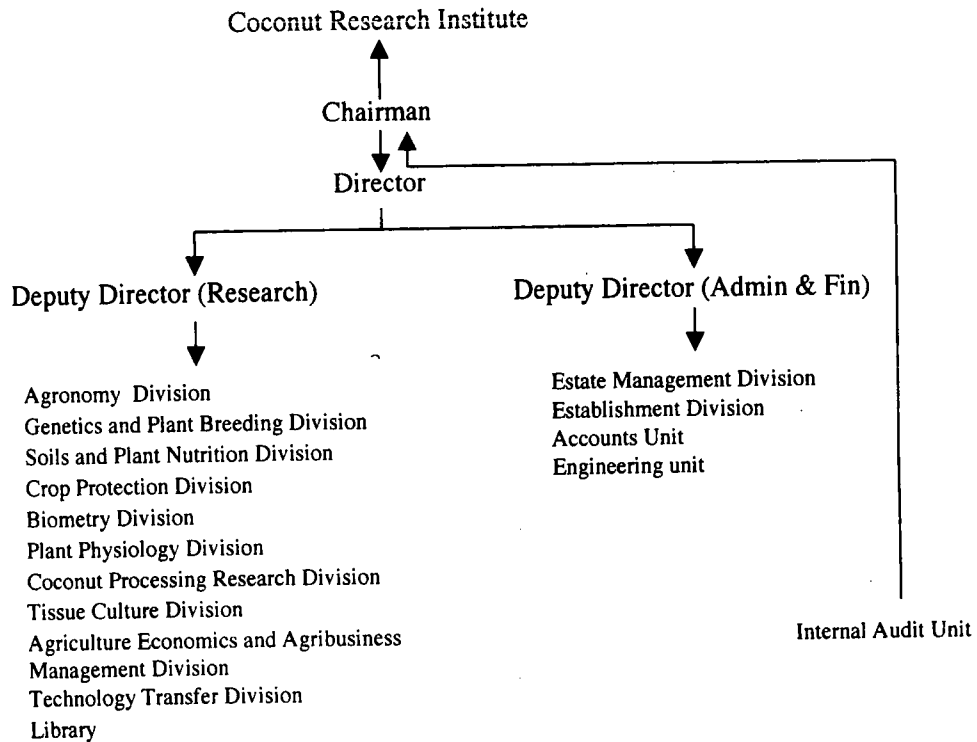 Coconut Research Institute
Chairman
Director
Deputy Director (Research)
Deputy Director (Admin & Fin)
Agronomy Division
Genetics and Plant Breeding Division
Soils and Plant Nutrition Division
Crop Protection Division
Biometry Division
Plant Physiology Division
Coconut Processing Research Division
Tissue Culture Division
Agriculture Economics and Agribusiness
Management Division
Technology Transfer Division
Library
Estate Management Division
Establishment Division
Accounts Unit
Engineering unit
Internal Audit Unit